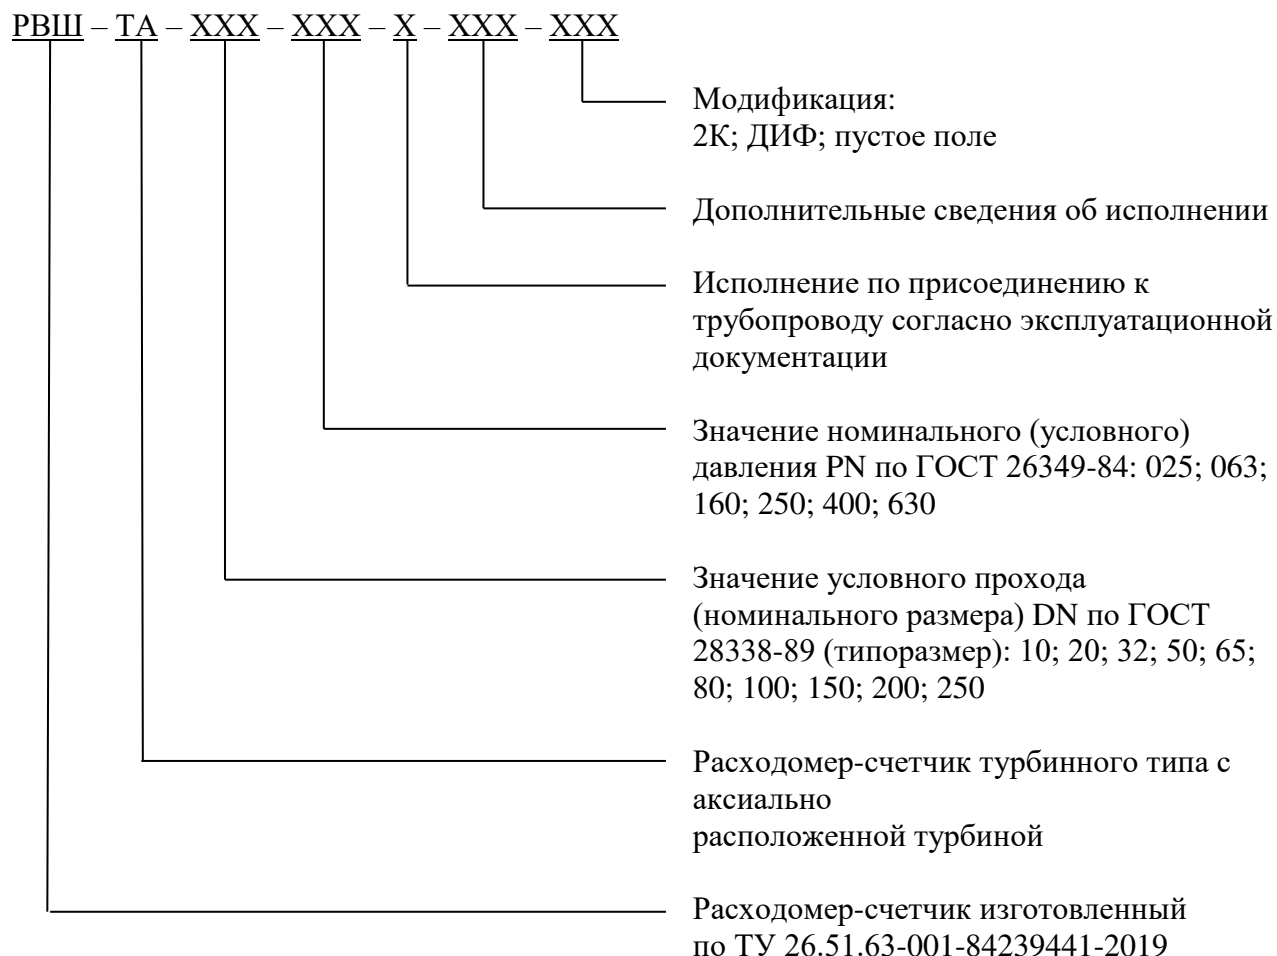 РВШ – ТА – ХХХ – ХХХ – Х – ХХХ – ХХХ
Модификация:
2К; ДИФ; пустое поле
Дополнительные сведения об исполнении
Исполнение по присоединению к
трубопроводу согласно эксплуатационной
документации
Значение номинального (условного)
давления PN по ГОСТ 26349-84: 025; 063;
160; 250; 400; 630
Значение условного прохода
(номинального размера) DN по ГОСТ
28338-89 (типоразмер): 10; 20; 32; 50; 65;
80; 100; 150; 200; 250
Расходомер-счетчик турбинного типа с
аксиально
расположенной турбиной
Расходомер-счетчик изготовленный
по ТУ 26.51.63-001-84239441-2019